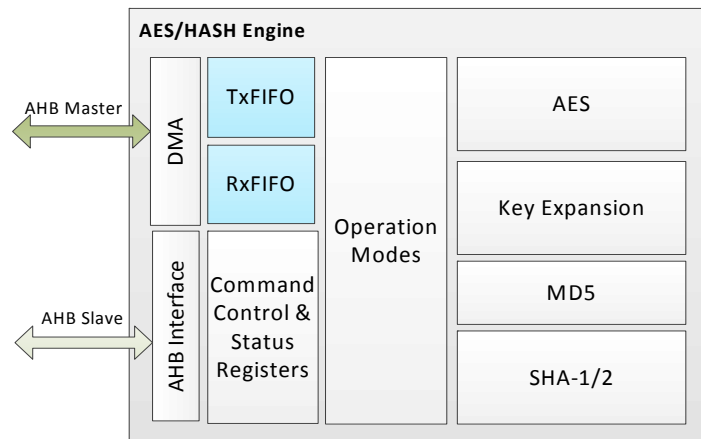 AES/HASH Engine
AHB Master
DMA
TxFIFO
RxFIFO
AHB Slave
AHB Interface
Command
Control &
Status
Registers
Operation
Modes
AES
Key Expansion
MD5
SHA-1/2